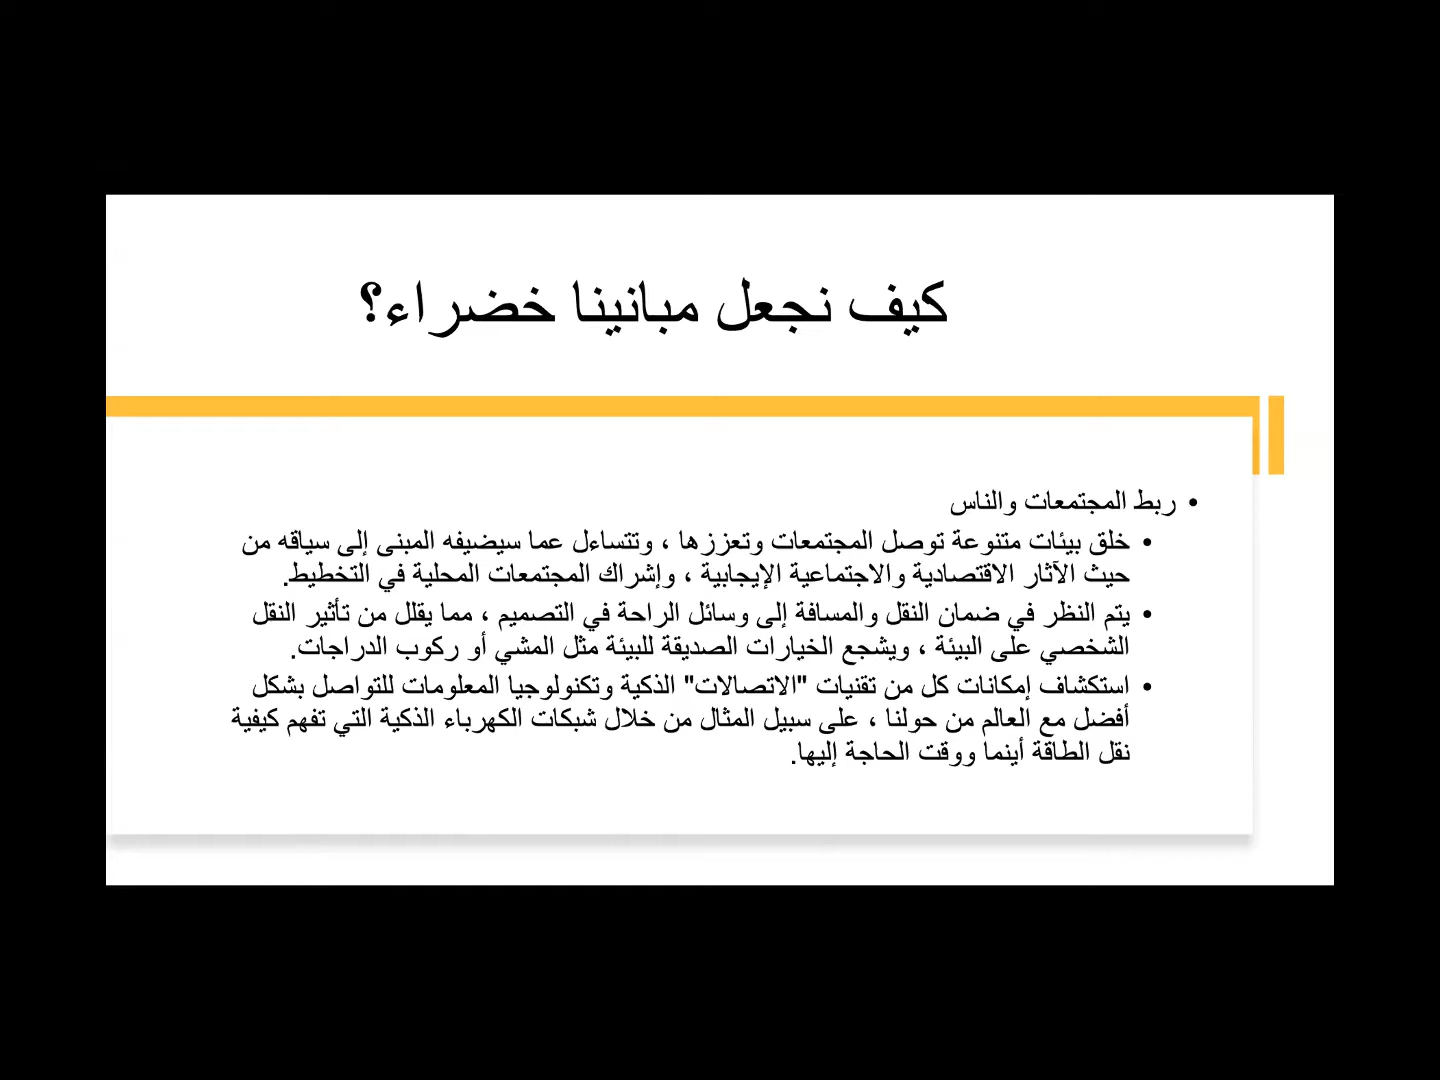 كيف نجعل مبانينا خضراء؟
• ربط المجتمعات والناس
• خلق بيئات متنوعة توصل المجتمعات وتعززها ، وتتساءل عما سيضيفه المبنى إلى سياقه من
حيث الآثار الاقتصادية والاجتماعية الإيجابية ، وإشراك المجتمعات المحلية في التخطيط.
• يتم النظر في ضمان النقل والمسافة إلى وسائل الراحة في التصميم ، مما يقلل من تأثير النقل
الشخصي على البيئة ، ويشجع الخيارات الصديقة للبيئة مثل المشي أو ركوب الدراجات.
• استكشاف إمكانات كل من تقنيات "الاتصالات" الذكية وتكنولوجيا المعلومات للتواصل بشكل
أفضل مع العالم من حولنا ، على سبيل المثال من خلال شبكات الكهرباء الذكية التي تفهم كيفية
نقل الطاقة أينما ووقت الحاجة إليها.